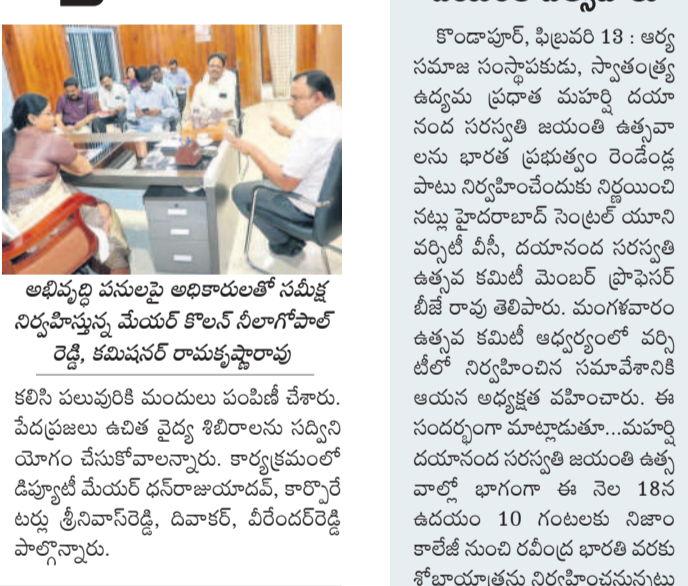 అభివృద్ధి పనులపై అధికారులతో సమీక్ష
నిర్వహిస్తున్న మేయర్ కొలన్ నీలాగోపాల్
రెడ్డి, కమిషనర్ రామకృష్ణారావు
కలిసి పలువురికి మందులు పంపిణీ చేశారు.
పేదప్రజలు ఉచిత వైద్య శిబిరాలను సద్విని
యోగం చేసుకోవాలన్నారు. కార్యక్రమంలో
డిప్యూటీ మేయర్ ధన్‌రాజుయాదవ్, కార్పొరే
టర్లు శ్రీనివాస్‌రెడ్డి, దివాకర్, వీరేందర్‌రెడ్డి
పాల్గొన్నారు.
కొండాపూర్, ఫిబ్రవరి 13 : ఆర్య
సమాజ సంస్థాపకుడు, స్వాతంత్ర్య
ఉద్యమ ప్రధాత మహర్షి దయా
నంద సరస్వతి జయంతి ఉత్సవా
లను భారత ప్రభుత్వం రెండేండ్ల
పాటు నిర్వహించేందుకు నిర్ణయించి
నట్లు హైదరాబాద్ సెంట్రల్ యూని
వర్సిటీ వీసీ, దయానంద సరస్వతి
ఉత్సవ కమిటీ మెంబర్ ప్రొఫెసర్
బీజే రావు తెలిపారు. మంగళవారం
ఉత్సవ కమిటీ ఆధ్వర్యంలో వర్సి
టీలో నిర్వహించిన సమావేశానికి
ఆయన అధ్యక్షత వహించారు. ఈ
సందర్భంగా మాట్లాడుతూ...మహర్షి
దయానంద సరస్వతి జయంతి ఉత్స
వాల్లో భాగంగా ఈ నెల 18న
ఉదయం 10 గంటలకు నిజాం
కాలేజీ నుంచి రవీంద్ర భారతి వరకు
శోభాయాత్రను నిర్వహించనున్నట్లు